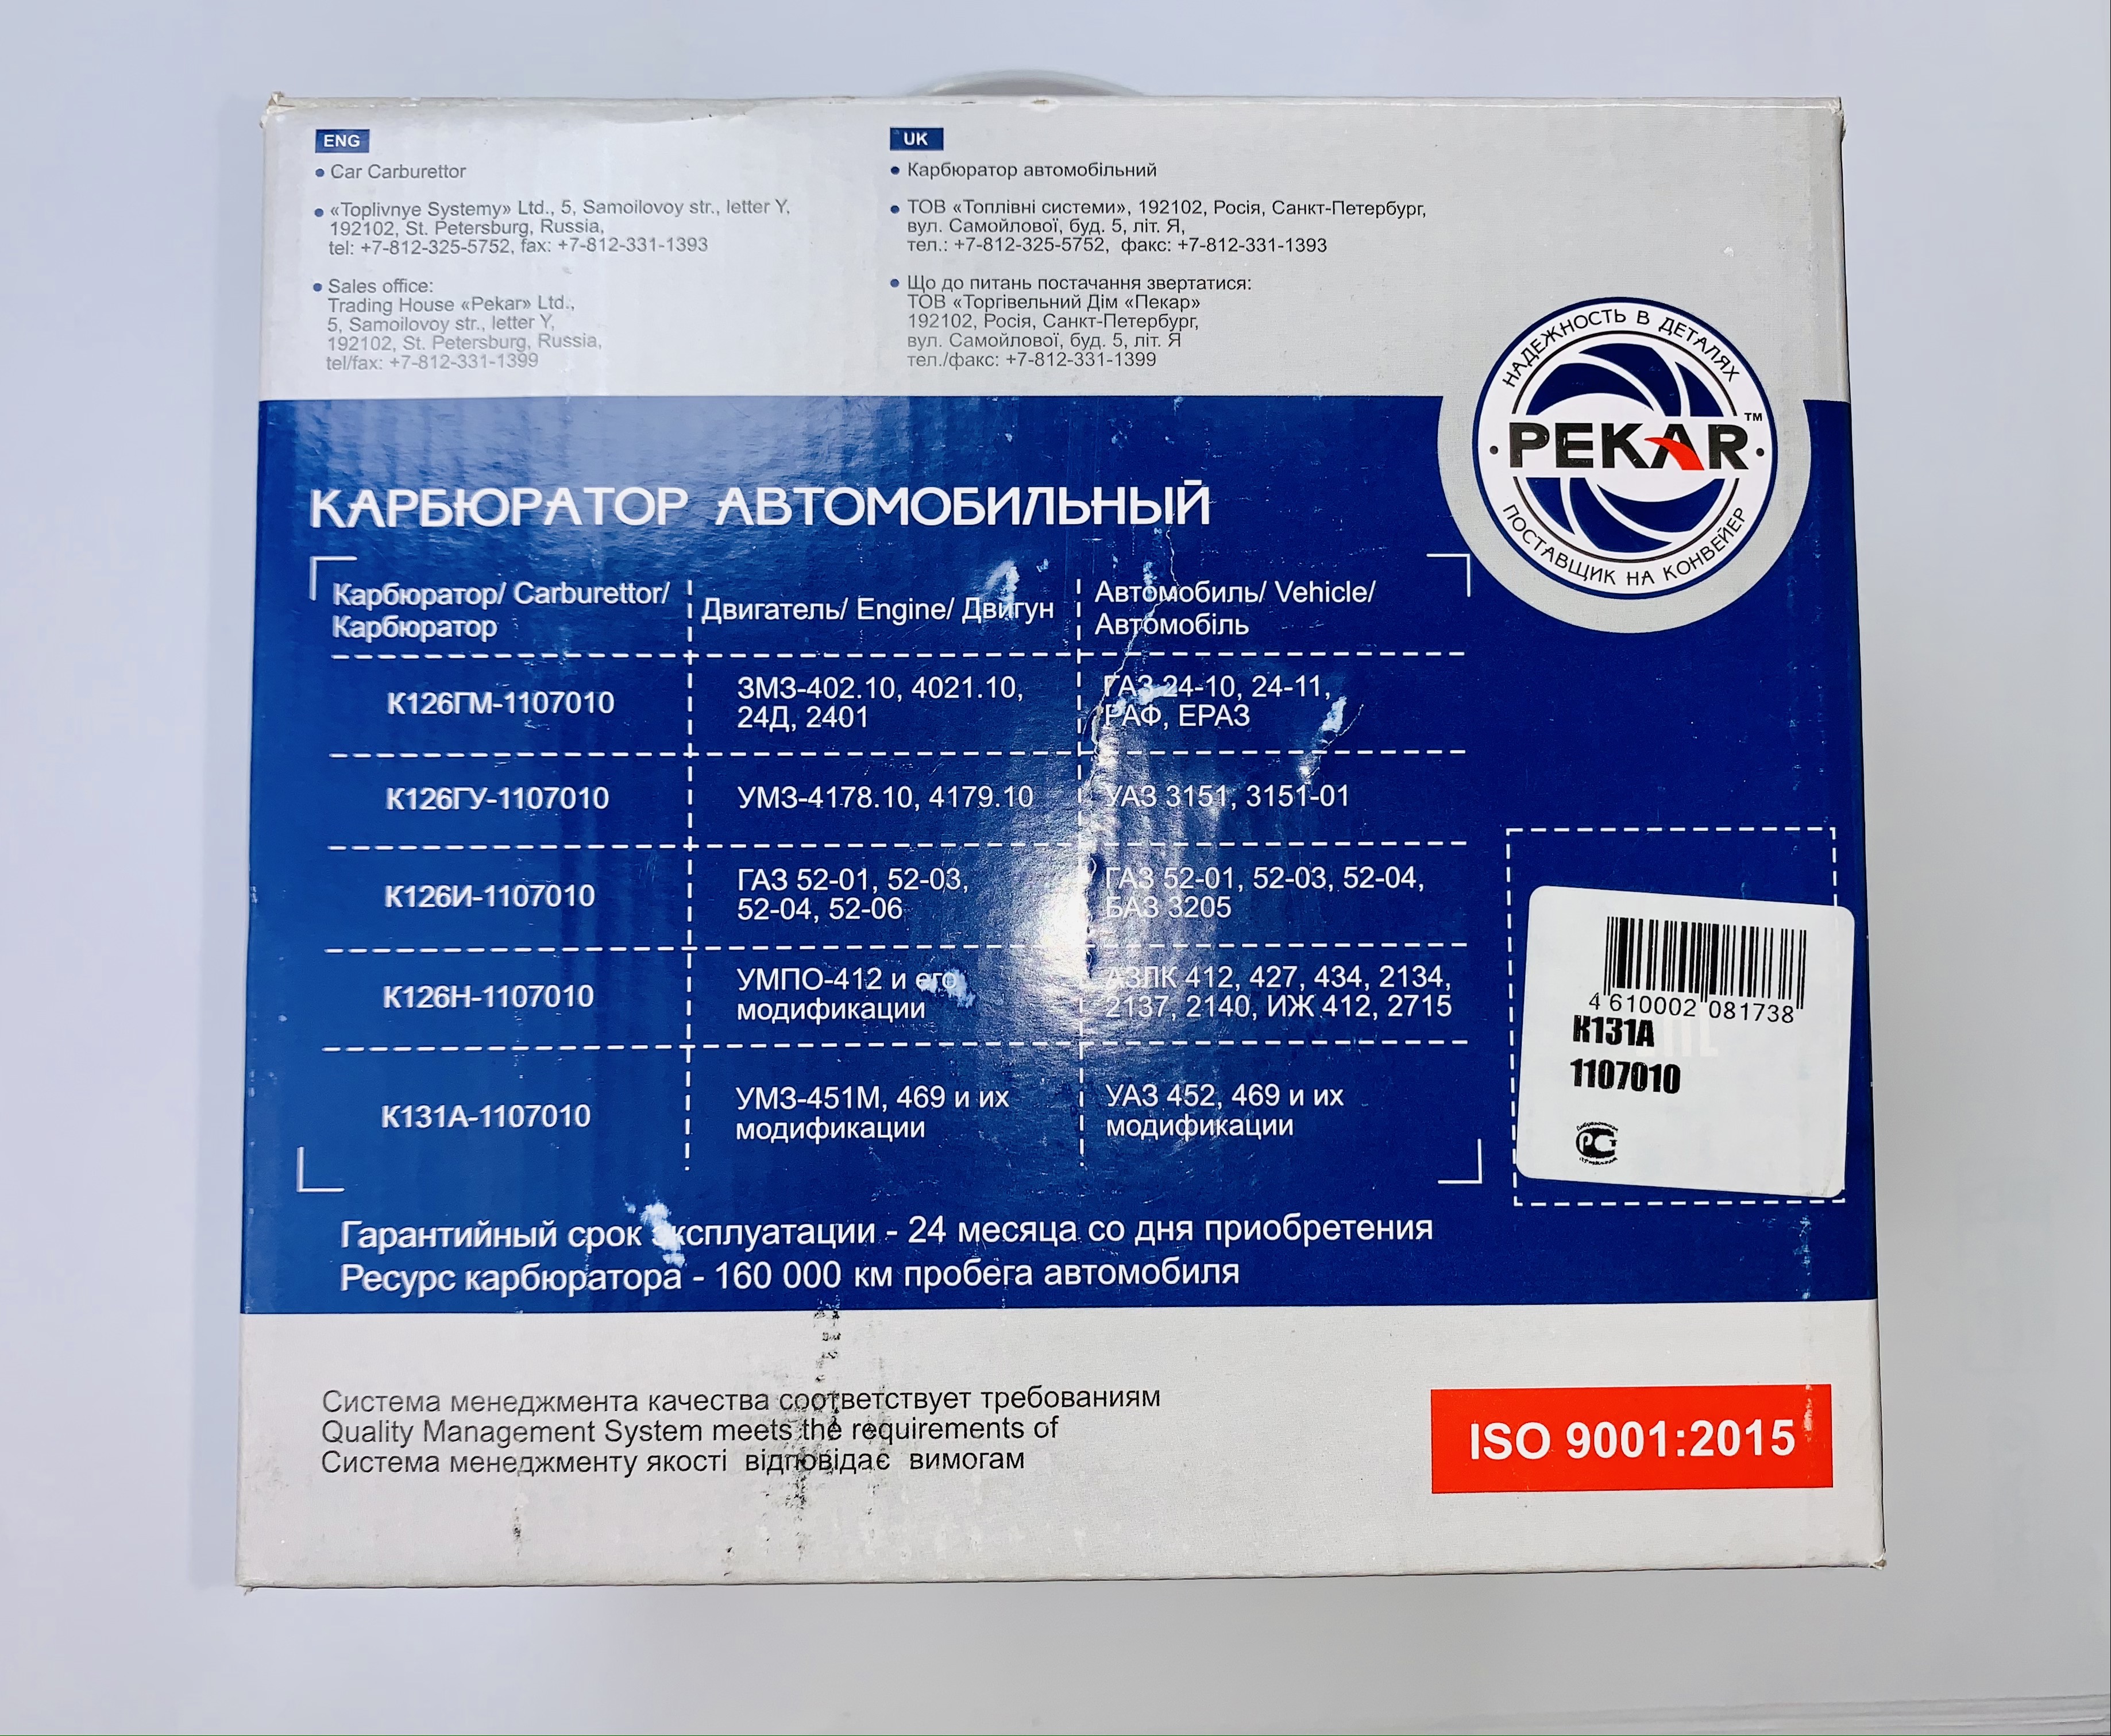 ENG
• Car Carburettor
• «Toplivnye Systemy» Ltd., 5, Samoilovoy str., letter Y,
192102, St. Petersburg, Russia,
tel: +7-812-325-5752, fax: +7-812-331-1393
• Sales office:
Trading House «Pekar» Ltd.,
5, Samoilovoy str., letter Y,
192102, St. Petersburg, Russia,
tel/fax: +7-812-331-1399
UK
• Карбюратор автомобільний
• ТОВ «Топлівні системи», 192102, Росія, Санкт-Петербург,
вул. Самойлової, буд. 5, літ. Я,
тел.: +7-812-325-5752, факс: +7-812-331-1393
• Що до питань постачання звертатися:
ТОВ «Торгівельний Дім «Пекар»
192102, Росія, Санкт-Петербург,
вул. Самойлової, буд. 5, літ. Я
тел./факс: +7-812-331-1399
НАДЕЖНОСТЬ В ДЕТАЛЯХ
PEKAR™
ПОСТАВЩИК НА КОНВЕЙЕР
КАРБЮРАТОР АВТОМОБИЛЬНЫЙ
Карбюратор/ Carburettor/
Карбюратор
Двигатель/ Engine/ Двигун
Автомобиль/ Vehicle/
Автомобіль
К126ГМ-1107010
ЗМЗ-402.10, 4021.10,
24Д, 2401
ГАЗ 24-10, 24-11,
РАФ, ЕРАЗ
К126ГУ-1107010
УМЗ-4178.10, 4179.10
УАЗ 3151, 3151-01
К126И-1107010
ГАЗ 52-01, 52-03,
52-04, 52-06
ГАЗ 52-01, 52-03, 52-04,
БАЗ 3205
К126Н-1107010
УМПО-412 и его
модификации
АЗЛК 412, 427, 434, 2134,
2137, 2140, ИЖ 412, 2715
К131А-1107010
УМЗ-451М, 469 и их
модификации
УАЗ 452, 469 и их
модификации
4 610002 081738
К131А
1107010
РСТ
Гарантийный срок эксплуатации - 24 месяца со дня приобретения
Ресурс карбюратора - 160 000 км пробега автомобиля
Система менеджмента качества соответствует требованиям
Quality Management System meets the requirements of
Система менеджменту якості відповідає вимогам
ISO 9001:2015